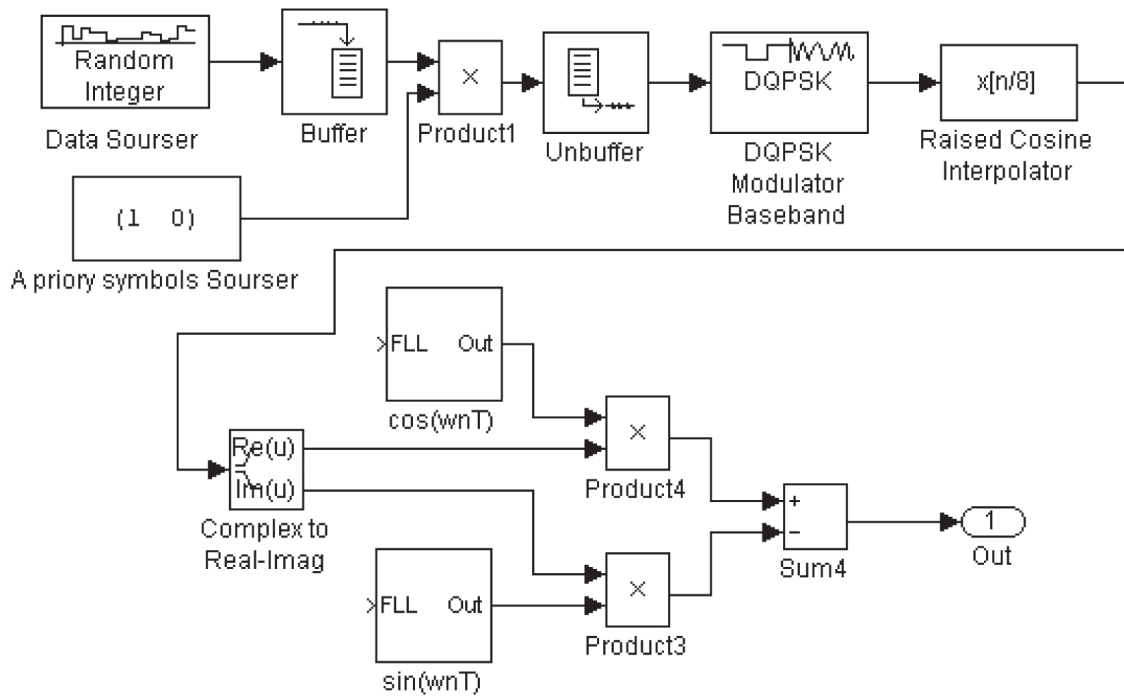 Random
Integer
Data Sourser
Buffer
×
Product1
Unbuffer
DQPSK
DQPSK
Modulator
Baseband
x[n/8]
Raised Cosine
Interpolator
(1 0)
A priory symbols Sourser
FLL Out
cos(wnT)
Re(u)
Im(u)
Complex to
Real-Imag
×
Product4
FLL Out
sin(wnT)
×
Product3
+
−
Sum4
1
Out